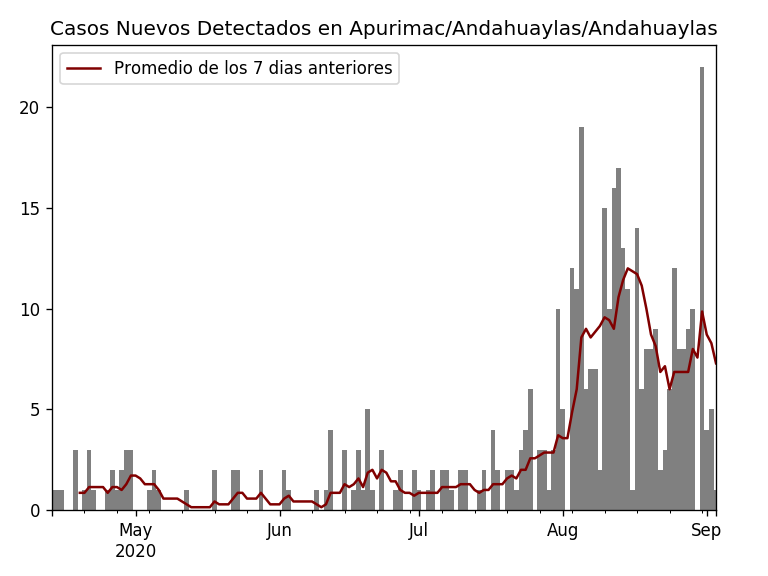 Casos Nuevos Detectados en Apurimac/Andahuaylas/Andahuaylas
Promedio de los 7 dias anteriores
20
15
10
5
0
May
2020
Jun
Jul
Aug
Sep